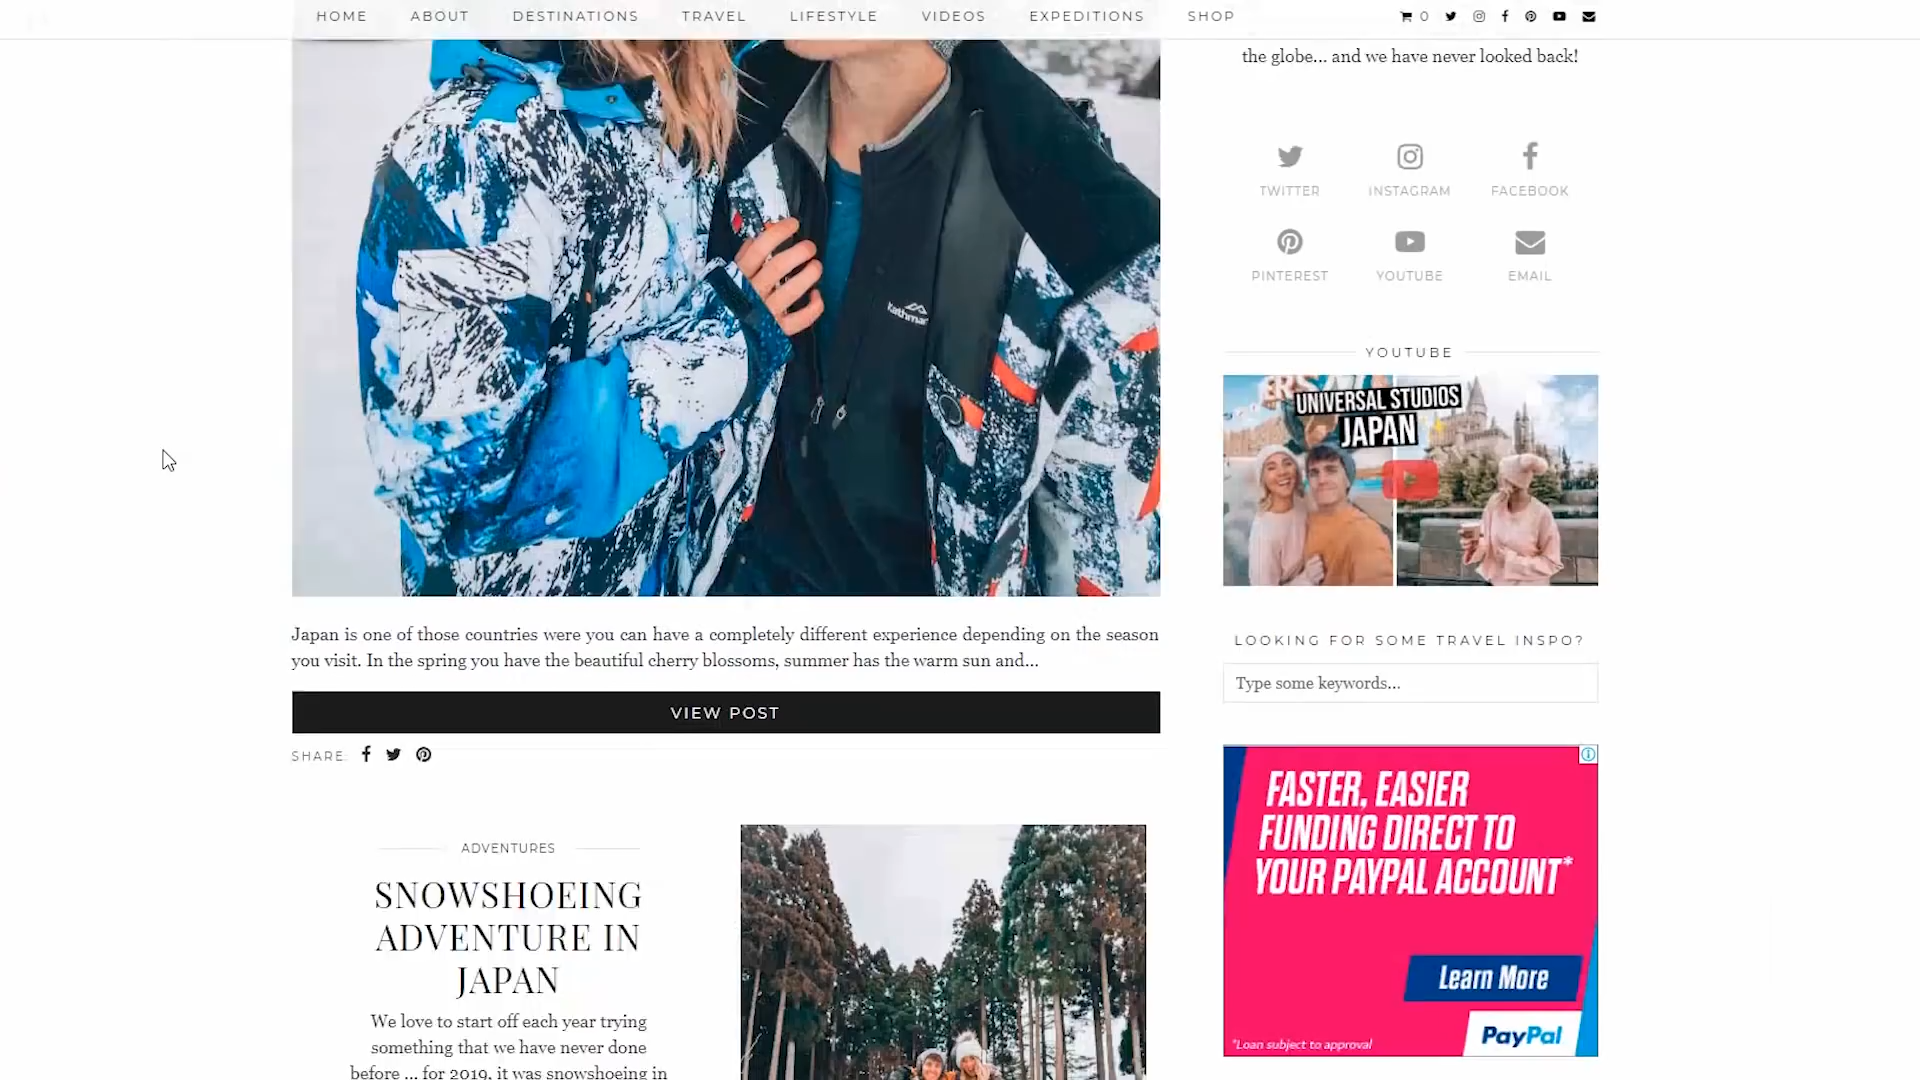 HOME ABOUT DESTINATIONS TRAVEL LIFESTYLE VIDEOS EXPEDITIONS SHOP 0
the globe... and we have never looked back!
TWITTER INSTAGRAM FACEBOOK
PINTEREST YOUTUBE EMAIL
YOUTUBE
UNIVERSAL STUDIOS
JAPAN
LOOKING FOR SOME TRAVEL INSPO?
Type some keywords...
FASTER, EASIER
FUNDING DIRECT TO
YOUR PAYPAL ACCOUNT*
Learn More
*Loan subject to approval
PayPal
Japan is one of those countries were you can have a completely different experience depending on the season
you visit. In the spring you have the beautiful cherry blossoms, summer has the warm sun and...
VIEW POST
SHARE:
ADVENTURES
SNOWSHOEING
ADVENTURE IN
JAPAN
We love to start off each year trying
something that we have never done
before ... for 2019, it was snowshoeing in